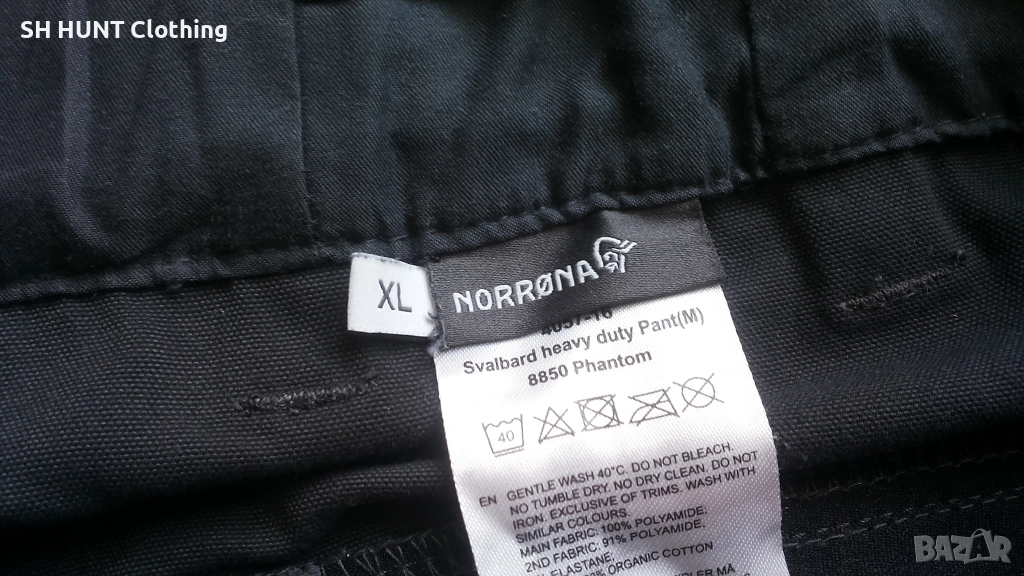 SH HUNT Clothing
XL
NORRØNA
4057-16
Svalbard heavy duty Pant(M)
8850 Phantom
40
EN GENTLE WASH 40°C. DO NOT BLEACH.
NO TUMBLE DRY. NO DRY CLEAN. DO NOT
IRON. EXCLUSIVE OF TRIMS. WASH WITH
SIMILAR COLOURS.
MAIN FABRIC: 100% POLYAMIDE,
2ND FABRIC: 91% POLYAMIDE,
ELASTANE,
ORGANIC COTTON
BAZAR